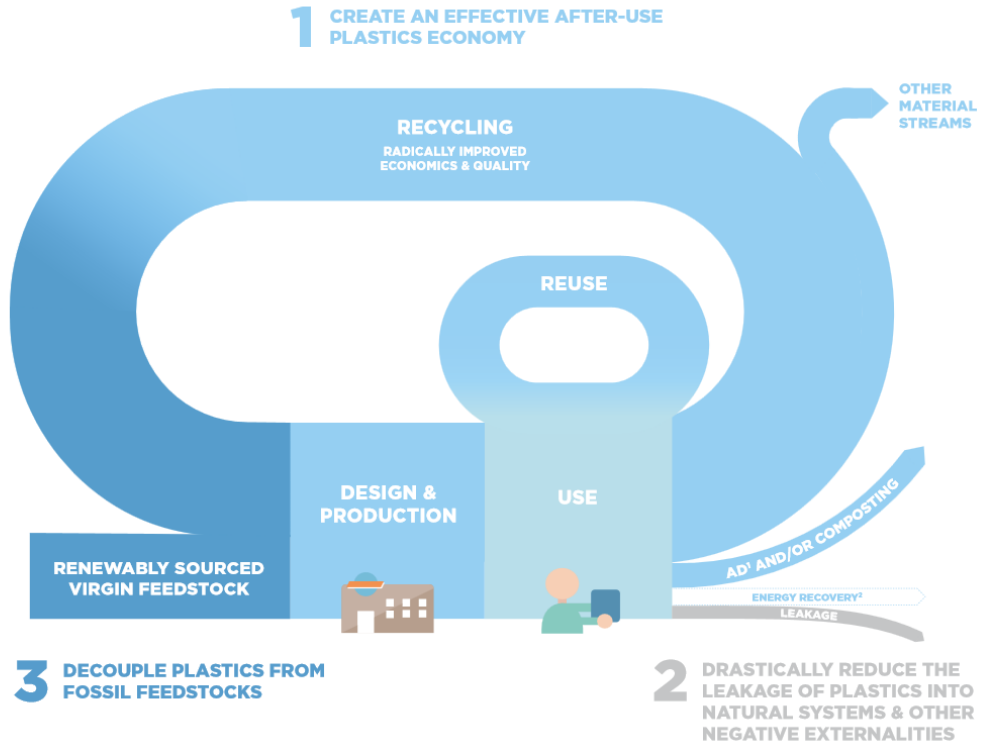 1 CREATE AN EFFECTIVE AFTER-USE
PLASTICS ECONOMY
OTHER
MATERIAL
STREAMS
RECYCLING
RADICALLY IMPROVED
ECONOMICS & QUALITY
REUSE
DESIGN &
PRODUCTION
USE
RENEWABLY SOURCED
VIRGIN FEEDSTOCK
AD¹ AND/OR COMPOSTING
ENERGY RECOVERY²
LEAKAGE
3 DECOUPLE PLASTICS FROM
FOSSIL FEEDSTOCKS
2 DRASTICALLY REDUCE THE
LEAKAGE OF PLASTICS INTO
NATURAL SYSTEMS & OTHER
NEGATIVE EXTERNALITIES